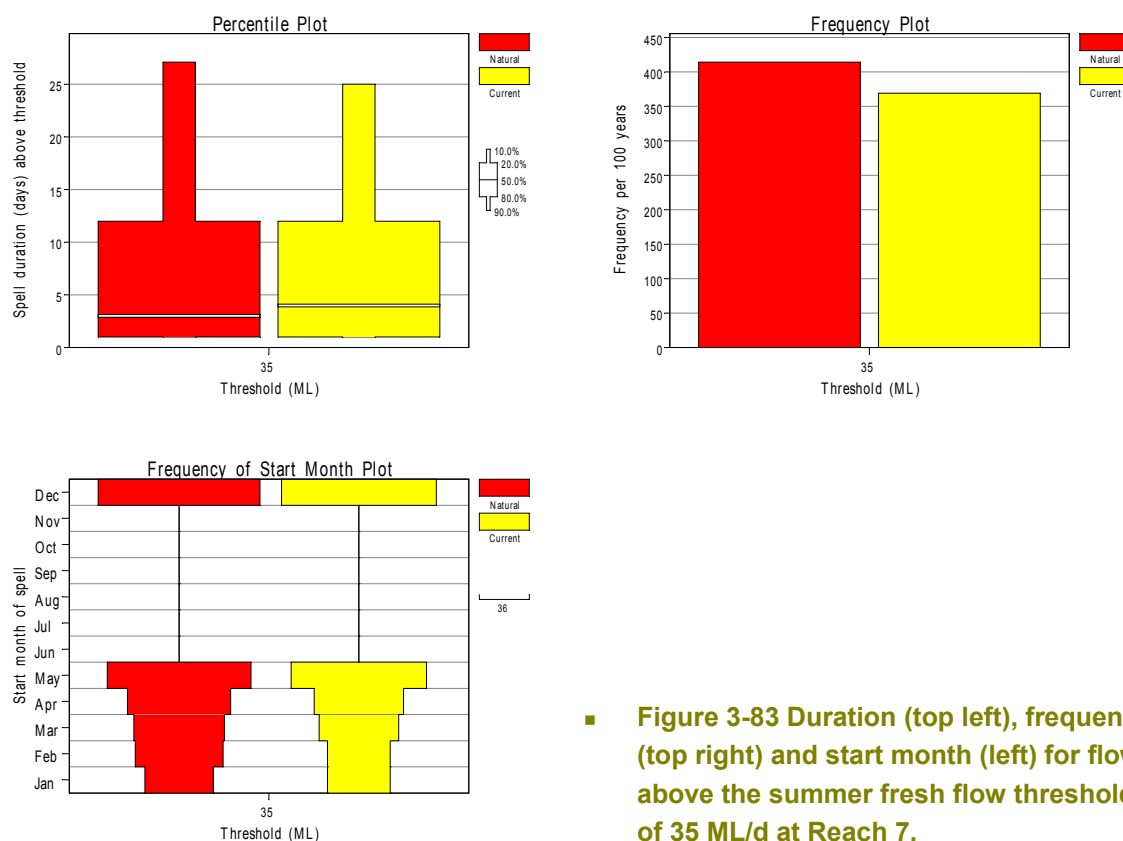 Percentile Plot
Spell duration (days) above threshold
25
20
15
10
5
0
35
Threshold (ML)
Natural
Current
10.0%
20.0%
50.0%
80.0%
90.0%
Frequency Plot
Frequency per 100 years
450
400
350
300
250
200
150
100
50
0
35
Threshold (ML)
Natural
Current
Frequency of Start Month Plot
Start month of spell
Dec
Nov
Oct
Sep
Aug
Jul
Jun
May
Apr
Mar
Feb
Jan
35
Threshold (ML)
Natural
Current
36
▪ Figure 3-83 Duration (top left), frequen
(top right) and start month (left) for flow
above the summer fresh flow threshold
of 35 ML/d at Reach 7.